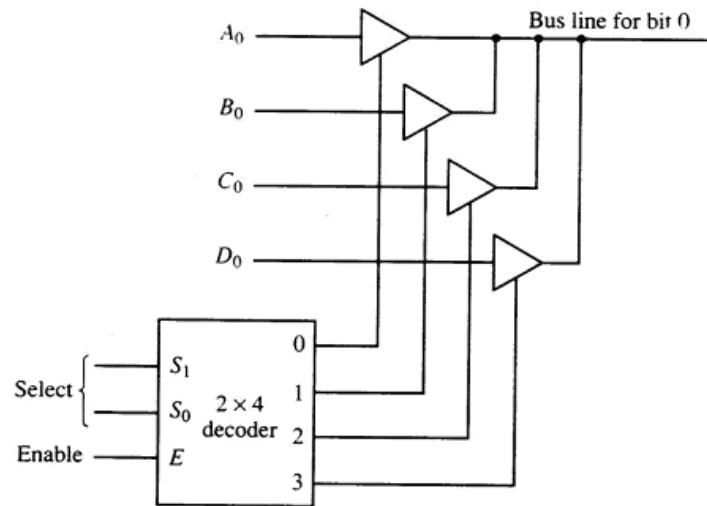 Bus line for bit 0
A₀
B₀
C₀
D₀
0
S₁
Select
1
2 × 4
S₀
decoder
2
Enable
E
3